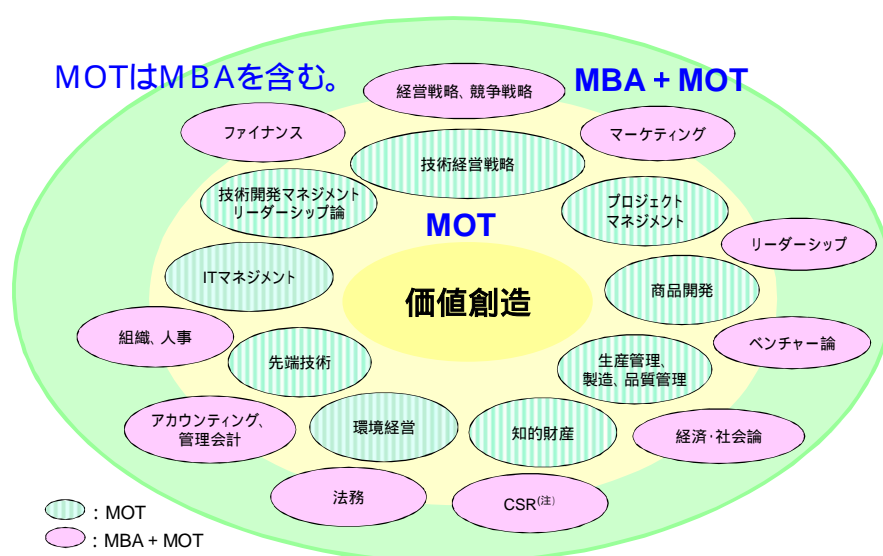 MOTはMBAを含む。
MBA + MOT
経営戦略、競争戦略
ファイナンス
マーケティング
技術経営戦略
技術開発マネジメント
リーダーシップ論
プロジェクト
マネジメント
MOT
リーダーシップ
ITマネジメント
価値創造
商品開発
組織、人事
ベンチャー論
先端技術
生産管理、
製造、品質管理
アカウンティング、
管理会計
環境経営
知的財産
経済・社会論
法務
CSR(注)
：MOT
：MBA + MOT